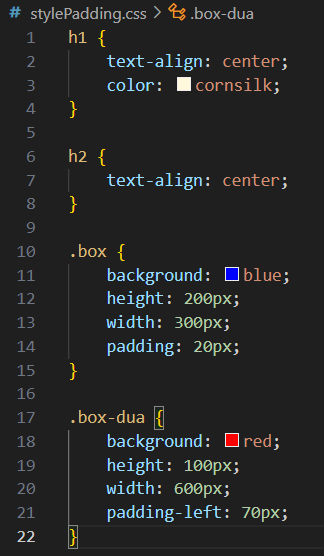 # stylePadding.css > .box-dua
1 h1 {
2     text-align: center;
3     color: cornsilk;
4 }
5
6 h2 {
7     text-align: center;
8 }
9
10 .box {
11     background: blue;
12     height: 200px;
13     width: 300px;
14     padding: 20px;
15 }
16
17 .box-dua {
18     background: red;
19     height: 100px;
20     width: 600px;
21     padding-left: 70px;
22 }